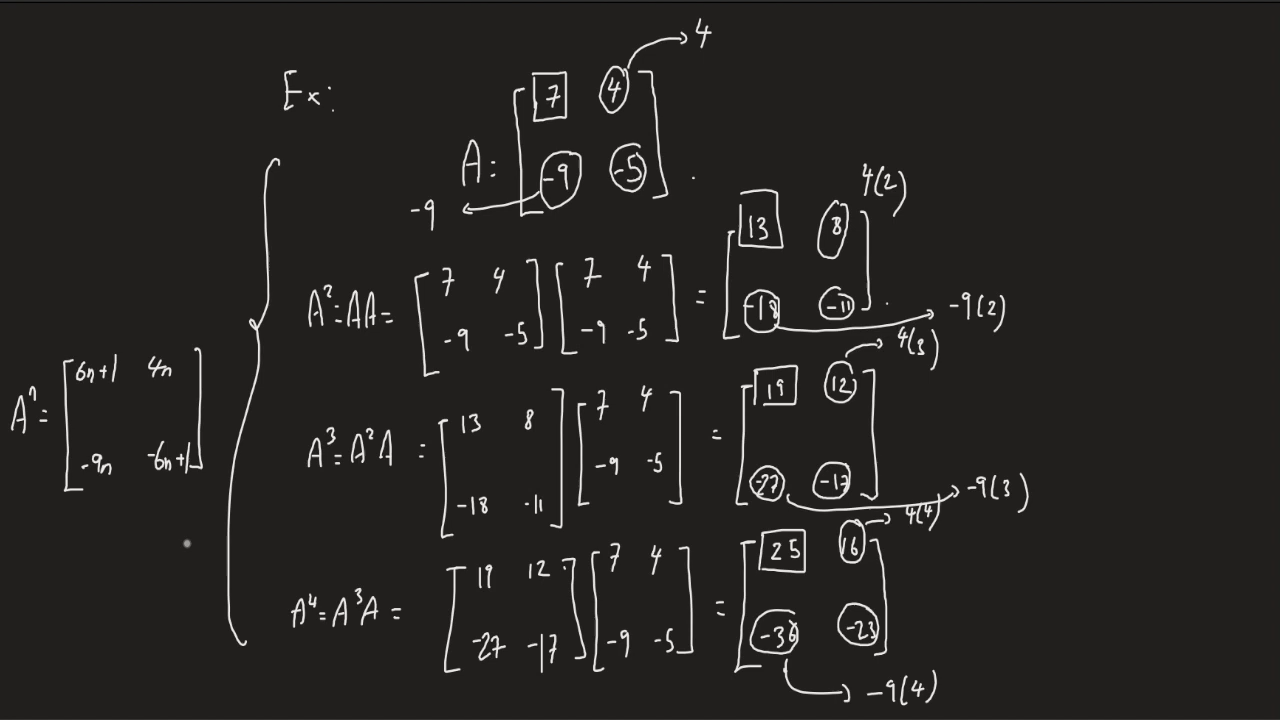 Ex:
4
A: [ 7 4
-9 -5 ] .
-9
4(2)
A²=AA= [ 7 4
-9 -5 ] [ 7 4
-9 -5 ] = [ 13 8
-18 -11 ] .
-9(2)
4(3)
A³=A²A = [ 13 8
-18 -11 ] [ 7 4
-9 -5 ] = [ 19 12
-27 -17 ]
-9(3)
4(4)
A⁴=A³A = [ 19 12
-27 -17 ] [ 7 4
-9 -5 ] = [ 25 16
-36 -23 ]
-9(4)
Aⁿ= [ 6n+1 4n
-9n -6n+1 ]